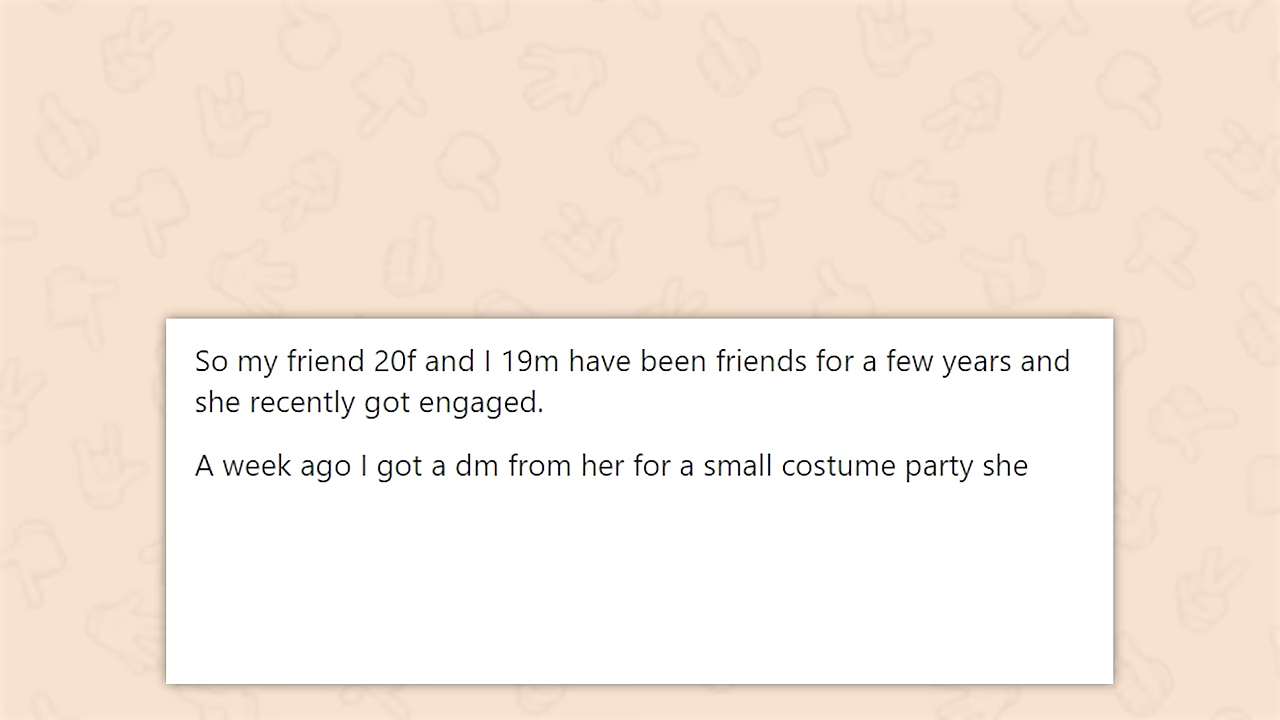 So my friend 20f and I 19m have been friends for a few years and
she recently got engaged.
A week ago I got a dm from her for a small costume party she